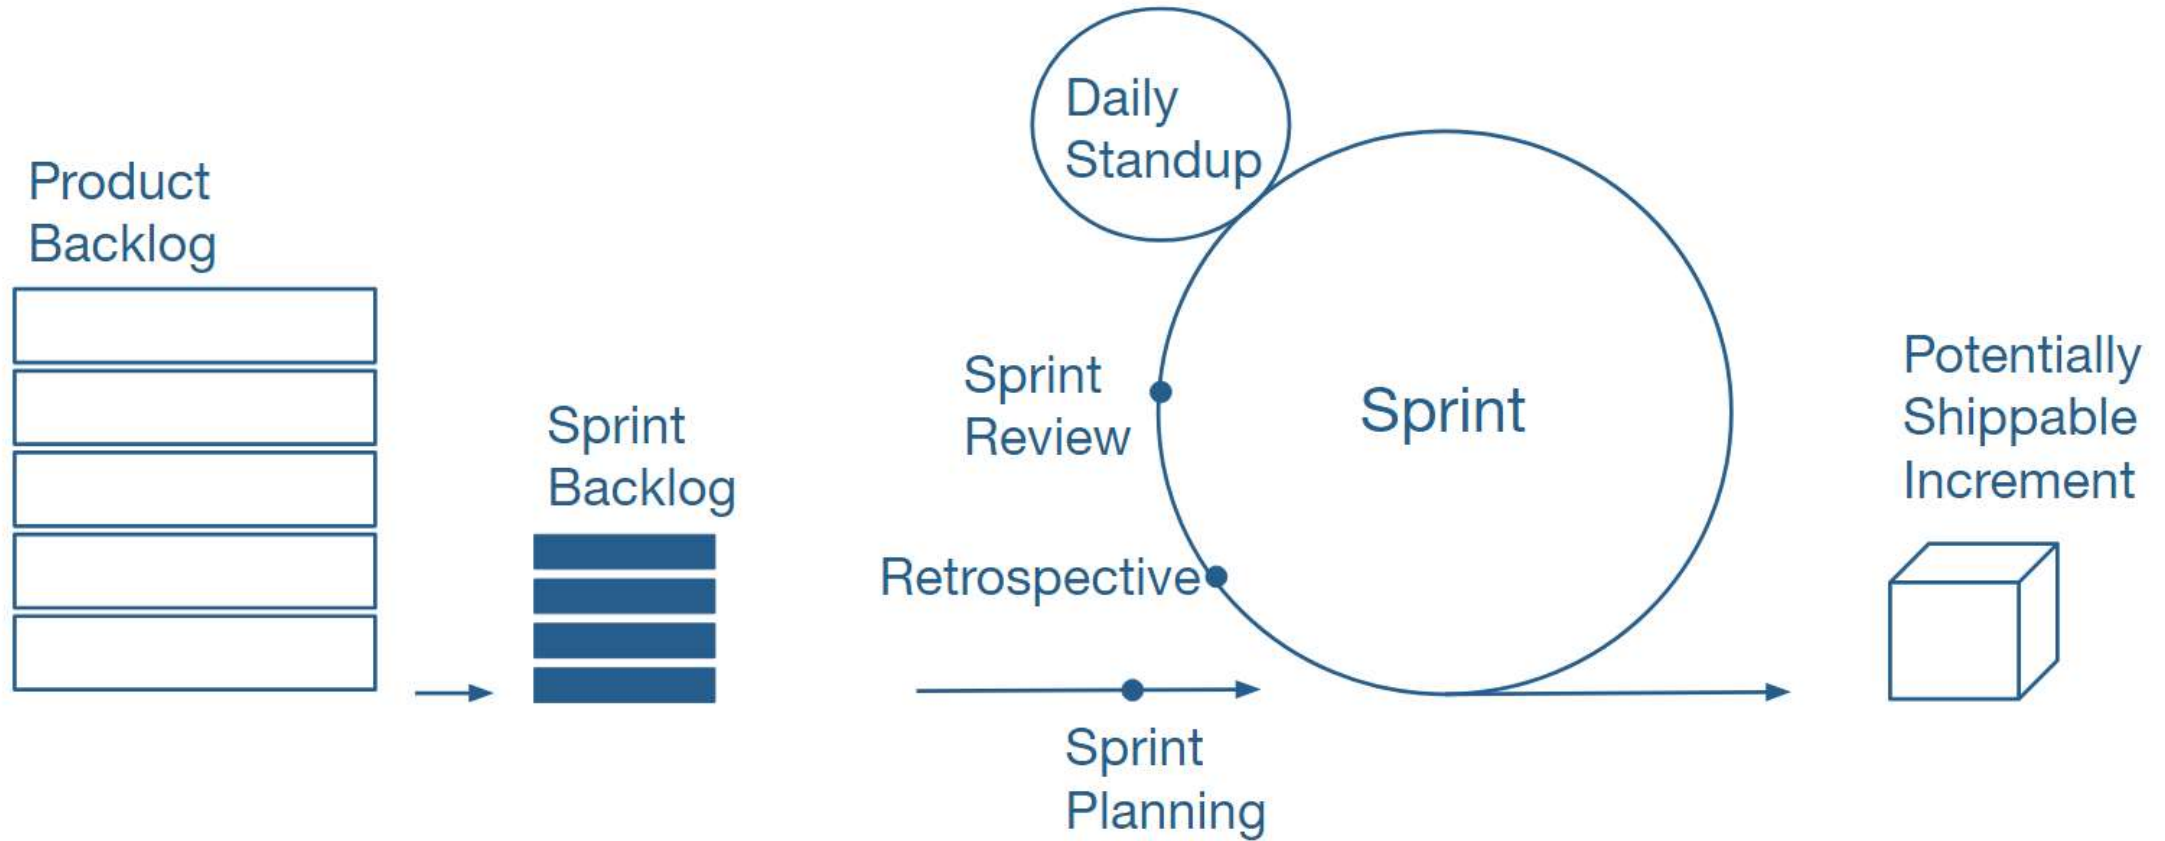 Product
Backlog
Sprint
Backlog
Daily
Standup
Sprint
Review
Retrospective
Sprint
Planning
Sprint
Potentially
Shippable
Increment